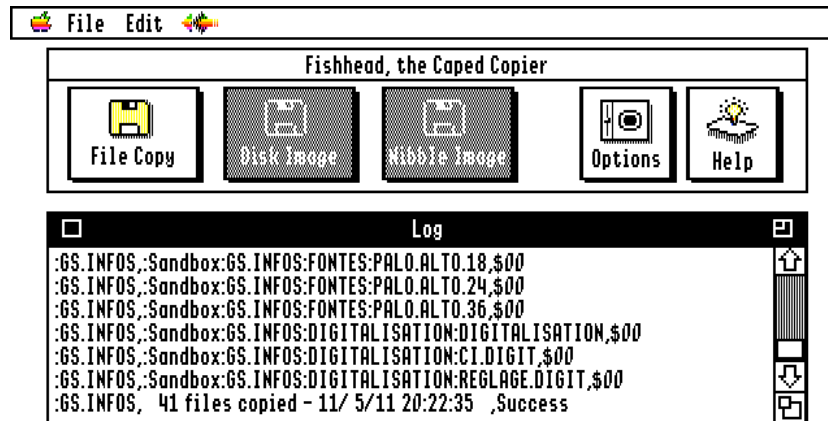 File Edit
Fishhead, the Caped Copier
File Copy Disk Image Nibble Image Options Help
Log
:GS.INFOS,:Sandbox:GS.INFOS:FONTES:PALO.ALTO.18,$00
:GS.INFOS,:Sandbox:GS.INFOS:FONTES:PALO.ALTO.24,$00
:GS.INFOS,:Sandbox:GS.INFOS:FONTES:PALO.ALTO.36,$00
:GS.INFOS,:Sandbox:GS.INFOS:DIGITALISATION:DIGITALISATION,$00
:GS.INFOS,:Sandbox:GS.INFOS:DIGITALISATION:CI.DIGIT,$00
:GS.INFOS,:Sandbox:GS.INFOS:DIGITALISATION:REGLAGE.DIGIT,$00
:GS.INFOS, 41 files copied - 11/ 5/11 20:22:35 ,Success